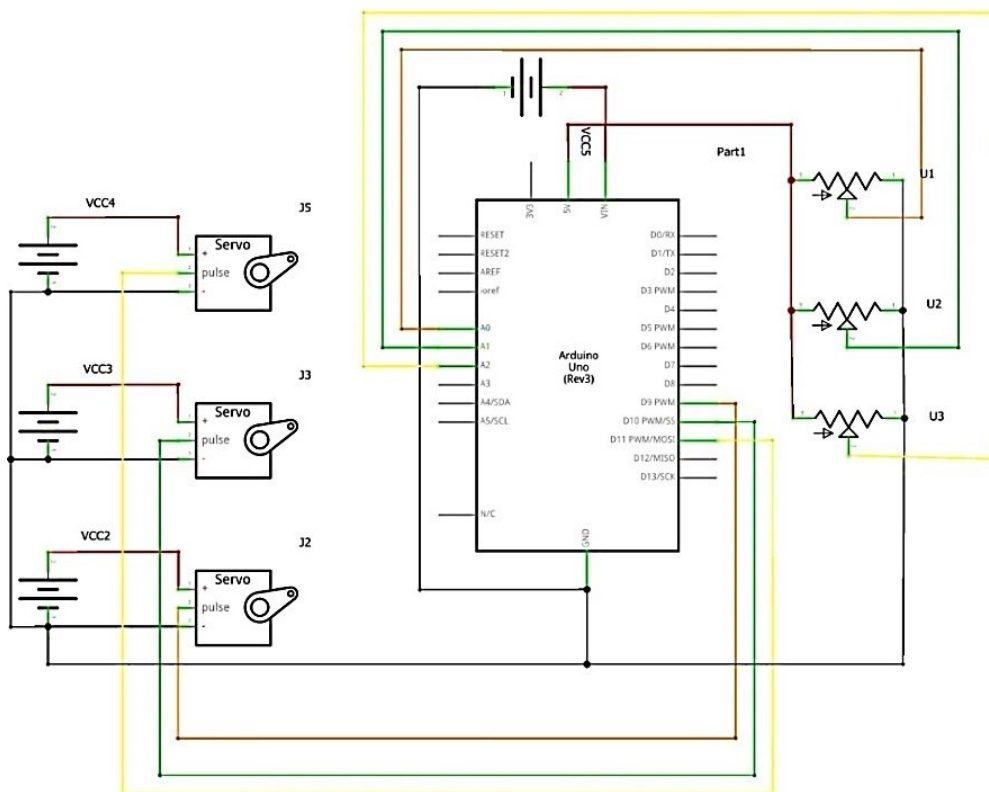 VCC5
Part1
U1
VCC4
J5
3V3
5V
VIN
Servo
+
pulse
-
RESET
RESET2
AREF
ioref
A0
A1
A2
A3
A4/SDA
A5/SCL
N/C
Arduino
Uno
(Rev3)
D0/RX
D1/TX
D2
D3 PWM
D4
D5 PWM
D6 PWM
D7
D8
D9 PWM
D10 PWM/SS
D11 PWM/MOSI
D12/MISO
D13/SCK
GND
U2
U3
VCC3
J3
Servo
+
pulse
-
VCC2
J2
Servo
+
pulse
-